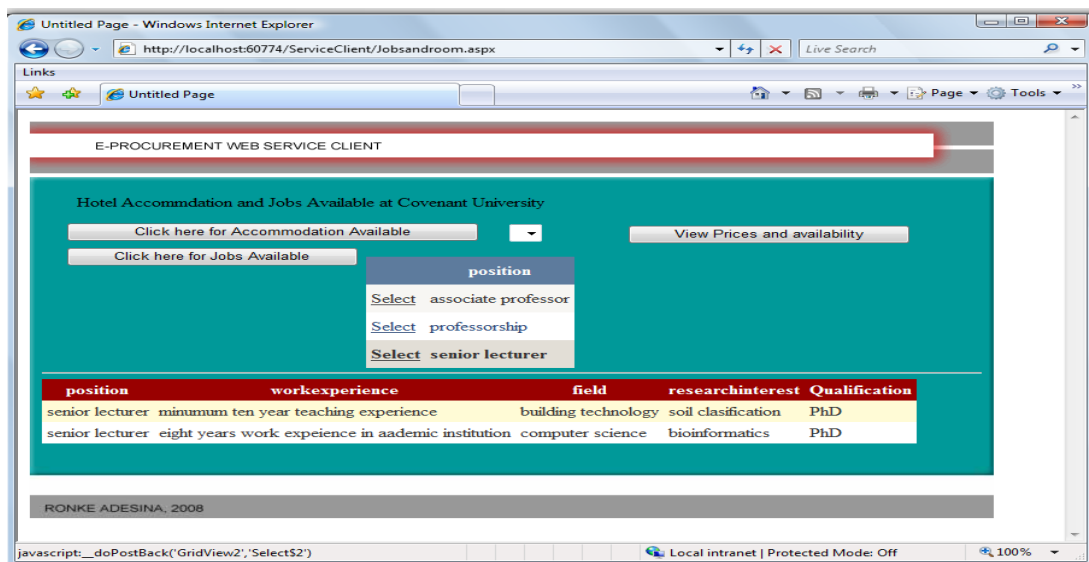 Untitled Page - Windows Internet Explorer
http://localhost:60774/ServiceClient/Jobsandroom.aspx
Live Search
Links
Untitled Page
Page
Tools
E-PROCUREMENT WEB SERVICE CLIENT
Hotel Accommdation and Jobs Available at Covenant University
Click here for Accommodation Available
View Prices and availability
Click here for Jobs Available
position
Select associate professor
Select professorship
Select senior lecturer
position workexperience field researchinterest Qualification
senior lecturer minumum ten year teaching experience building technology soil clasification PhD
senior lecturer eight years work expeience in aademic institution computer science bioinformatics PhD
RONKE ADESINA, 2008
javascript:__doPostBack('GridView2','Select$2') Local intranet | Protected Mode: Off 100%